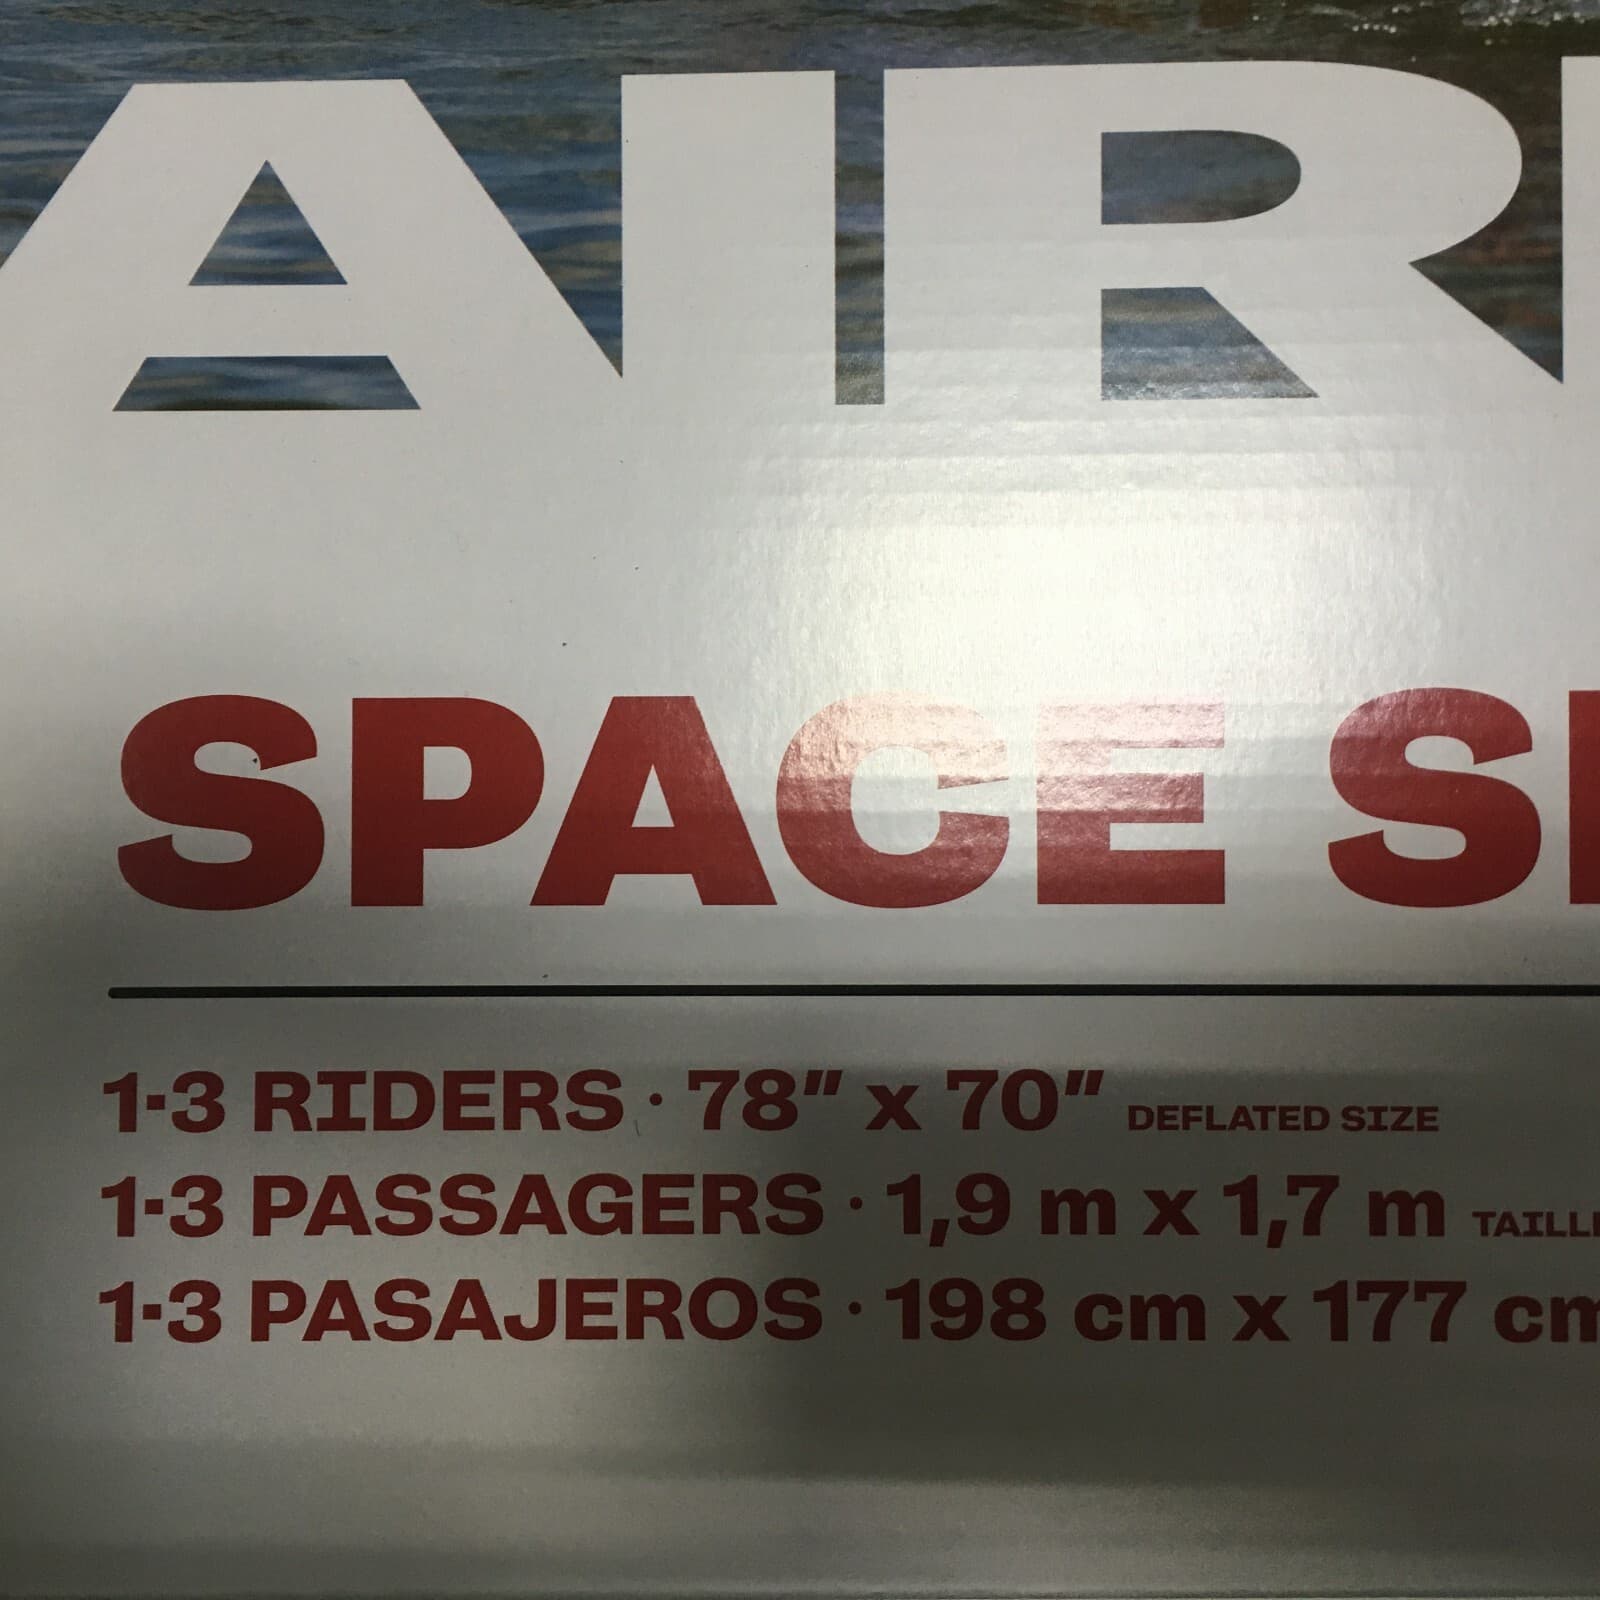 AIR
SPACE
1-3 RIDERS · 78" x 70" DEFLATED SIZE
1-3 PASSAGERS · 1,9 m x 1,7 m
1-3 PASAJEROS · 198 cm x 177 cm